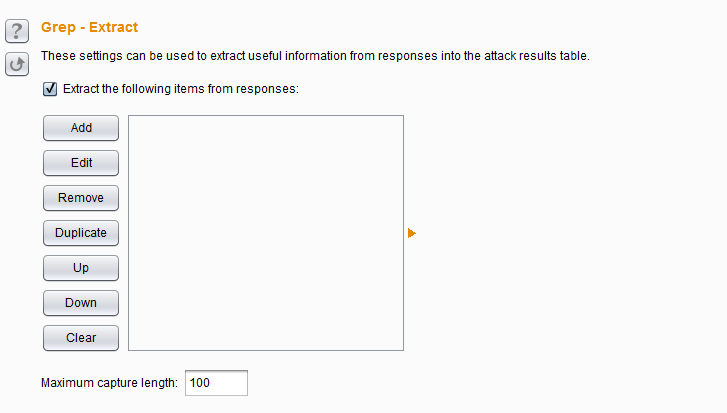 ?
Grep - Extract
These settings can be used to extract useful information from responses into the attack results table.
Extract the following items from responses:
Add
Edit
Remove
Duplicate
Up
Down
Clear
Maximum capture length: 100